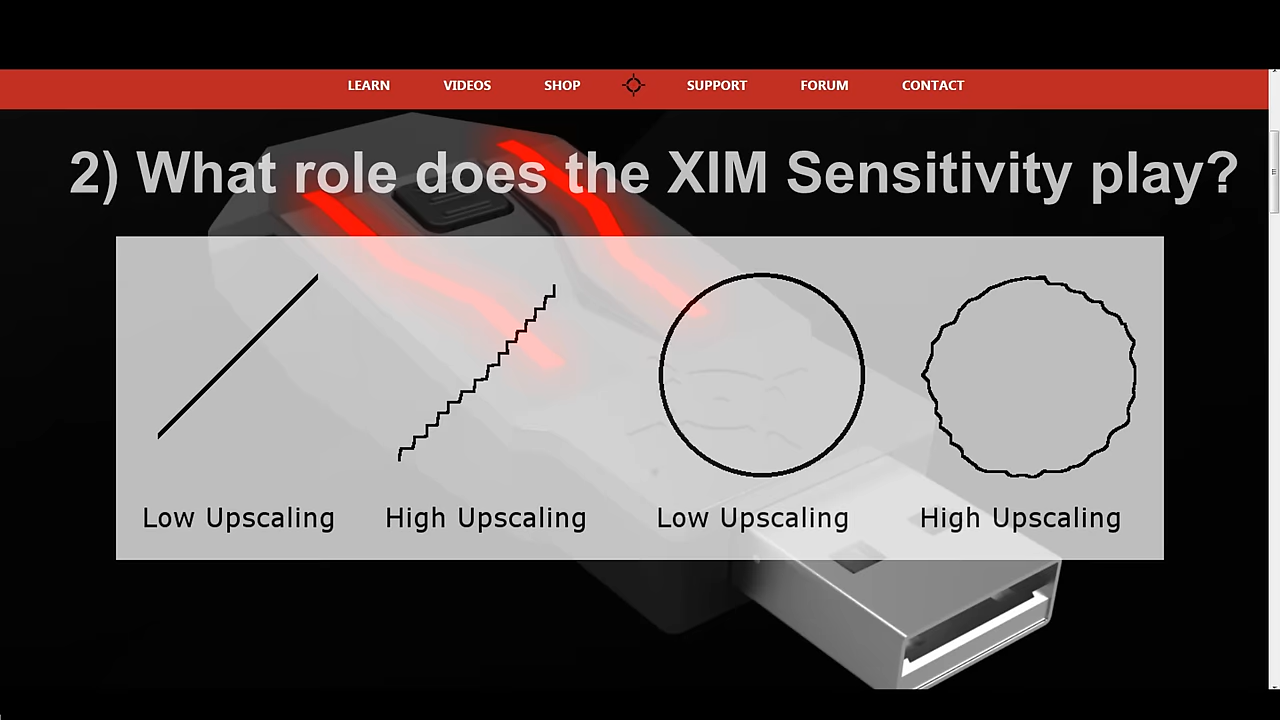 LEARN VIDEOS SHOP SUPPORT FORUM CONTACT
2) What role does the XIM Sensitivity play?
Low Upscaling High Upscaling Low Upscaling High Upscaling